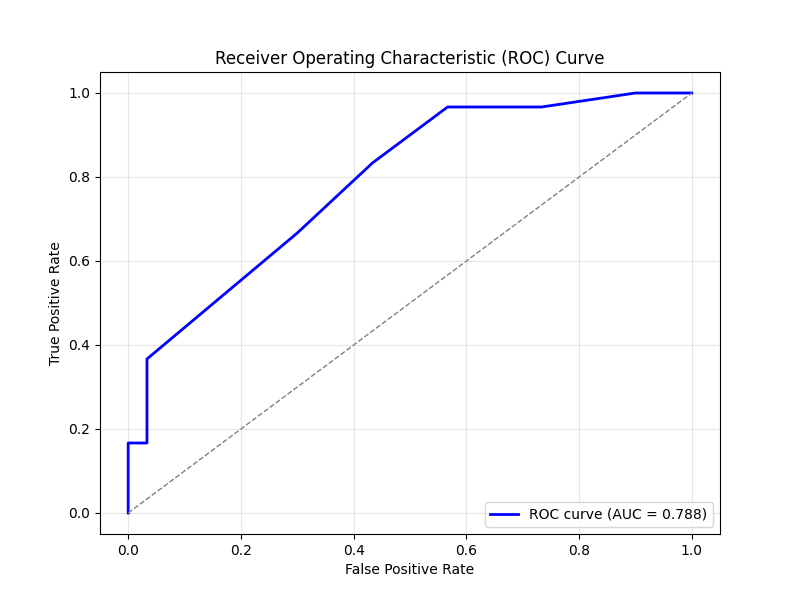 Receiver Operating Characteristic (ROC) Curve
True Positive Rate
1.0
0.8
0.6
0.4
0.2
0.0
ROC curve (AUC = 0.788)
0.0 0.2 0.4 0.6 0.8 1.0
False Positive Rate